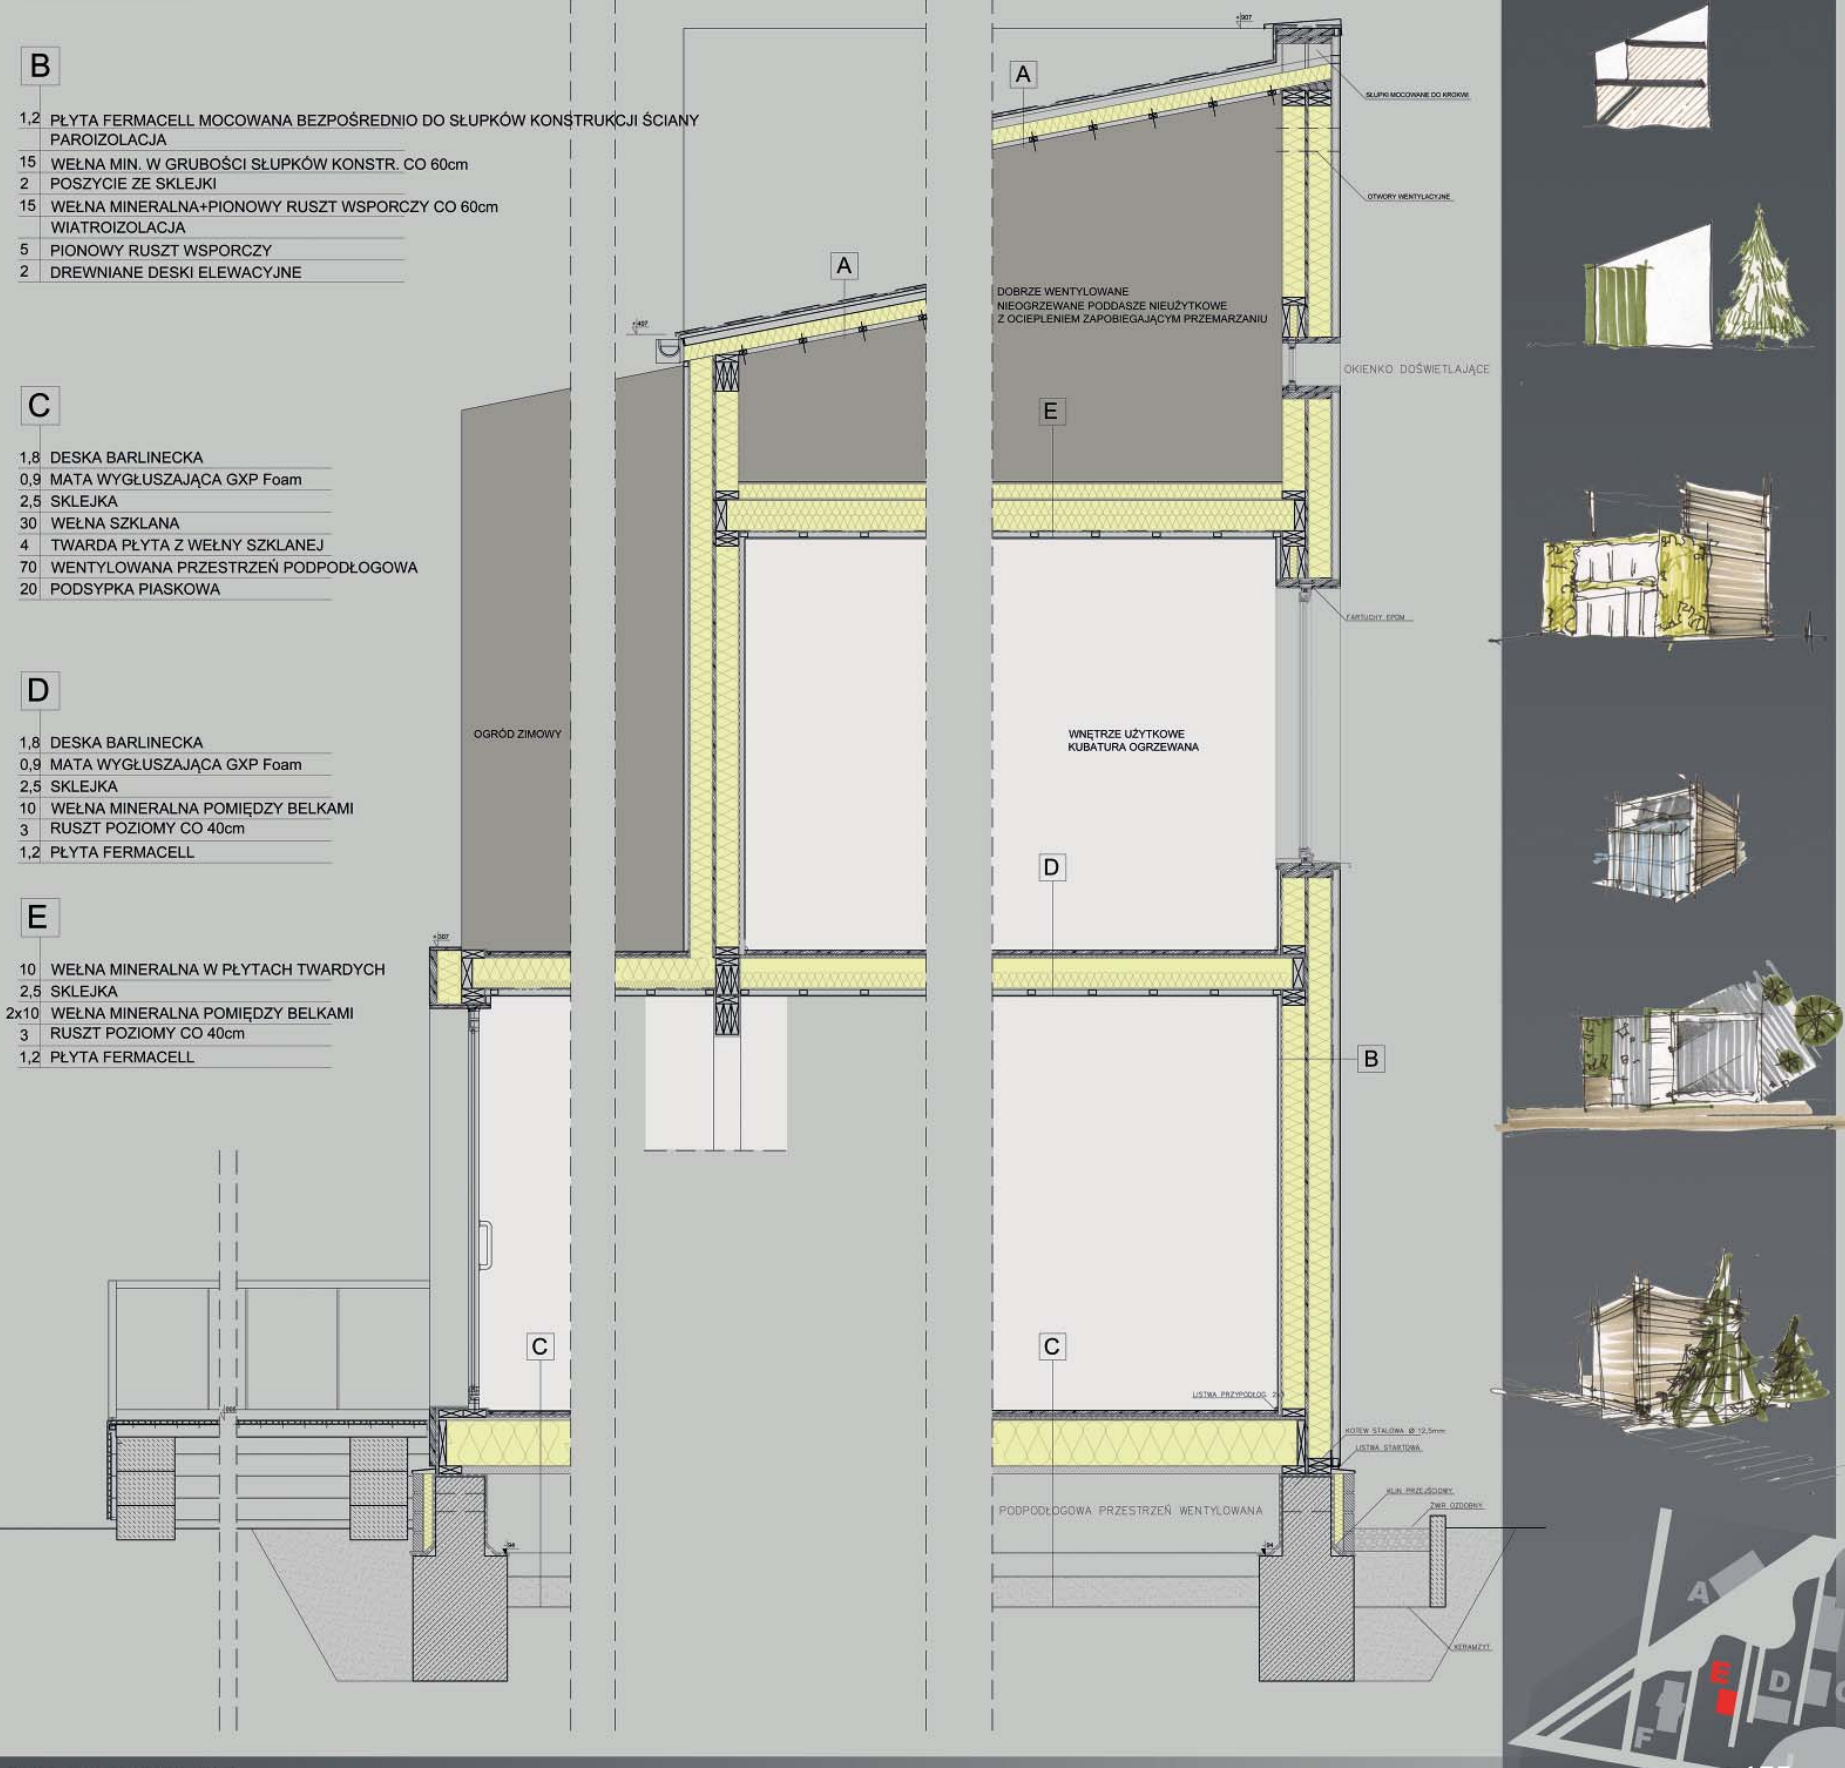 B
1,2 PŁYTA FERMACELL MOCOWANA BEZPOŚREDNIO DO SŁUPKÓW KONSTRUKCJI ŚCIANY
PAROIZOLACJA
15 WEŁNA MIN. W GRUBOŚCI SŁUPKÓW KONSTR. CO 60cm
2 POSZYCIE ZE SKLEJKI
15 WEŁNA MINERALNA+PIONOWY RUSZT WSPORCZY CO 60cm
WIATROIZOLACJA
5 PIONOWY RUSZT WSPORCZY
2 DREWNIANE DESKI ELEWACYJNE
C
1,8 DESKA BARLINECKA
0,9 MATA WYGŁUSZAJĄCA GXP Foam
2,5 SKLEJKA
30 WEŁNA SZKLANA
4 TWARDA PŁYTA Z WEŁNY SZKLANEJ
70 WENTYLOWANA PRZESTRZEŃ PODPODŁOGOWA
20 PODSYPKA PIASKOWA
D
1,8 DESKA BARLINECKA
0,9 MATA WYGŁUSZAJĄCA GXP Foam
2,5 SKLEJKA
10 WEŁNA MINERALNA POMIĘDZY BELKAMI
3 RUSZT POZIOMY CO 40cm
1,2 PŁYTA FERMACELL
E
10 WEŁNA MINERALNA W PŁYTACH TWARDYCH
2,5 SKLEJKA
2x10 WEŁNA MINERALNA POMIĘDZY BELKAMI
3 RUSZT POZIOMY CO 40cm
1,2 PŁYTA FERMACELL
+907
A
SŁUPKI MOCOWANE DO KROKWI
OTWORY WENTYLACYJNE
A
DOBRZE WENTYLOWANE
NIEOGRZEWANE PODDASZE NIEUŻYTKOWE
Z OCIEPLENIEM ZAPOBIEGAJĄCYM PRZEMARZANIU
OKIENKO DOŚWIETLAJĄCE
E
FARTUCHY EPDM
OGRÓD ZIMOWY
WNĘTRZE UŻYTKOWE
KUBATURA OGRZEWANA
D
+307
B
C
C
LISTWA PRZYPODŁOG.
KOTEW STALOWA Ø 12,5mm
LISTWA STARTOWA
KLIN PRZEJŚCIOWY
ŻWIR OZDOBNY
PODPODŁOGOWA PRZESTRZEŃ WENTYLOWANA
-94
-94
KERAMZYT
A
E
D
F